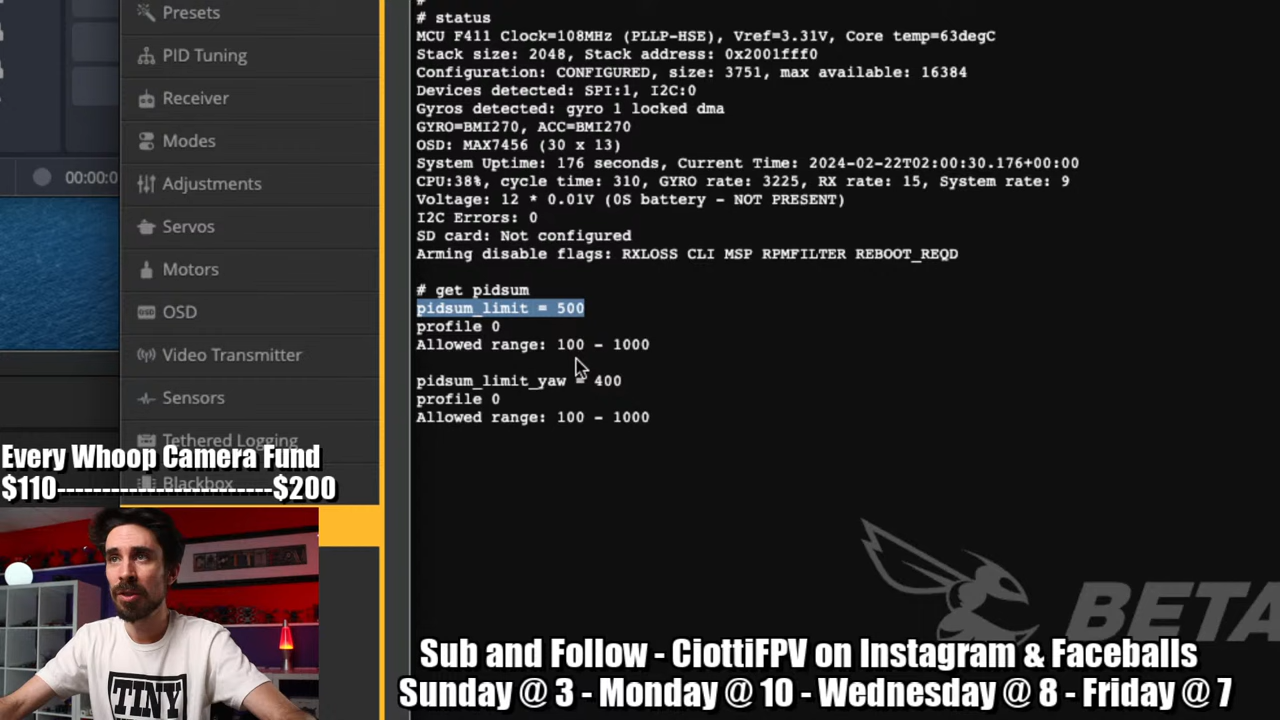 Presets
PID Tuning
Receiver
Modes
Adjustments
Servos
Motors
OSD
OSD
Video Transmitter
Sensors
Tethered Logging
Blackbox
00:00:0
#
# status
MCU F411 Clock=108MHz (PLLP-HSE), Vref=3.31V, Core temp=63degC
Stack size: 2048, Stack address: 0x2001fff0
Configuration: CONFIGURED, size: 3751, max available: 16384
Devices detected: SPI:1, I2C:0
Gyros detected: gyro 1 locked dma
GYRO=BMI270, ACC=BMI270
OSD: MAX7456 (30 x 13)
System Uptime: 176 seconds, Current Time: 2024-02-22T02:00:30.176+00:00
CPU:38%, cycle time: 310, GYRO rate: 3225, RX rate: 15, System rate: 9
Voltage: 12 * 0.01V (0S battery - NOT PRESENT)
I2C Errors: 0
SD card: Not configured
Arming disable flags: RXLOSS CLI MSP RPMFILTER REBOOT_REQD
# get pidsum
pidsum_limit = 500
profile 0
Allowed range: 100 - 1000
pidsum_limit_yaw = 400
profile 0
Allowed range: 100 - 1000
Every Whoop Camera Fund
$110-----------------------$200
TINY
BETA
Sub and Follow - CiottiFPV on Instagram & Faceballs
Sunday @ 3 - Monday @ 10 - Wednesday @ 8 - Friday @ 7